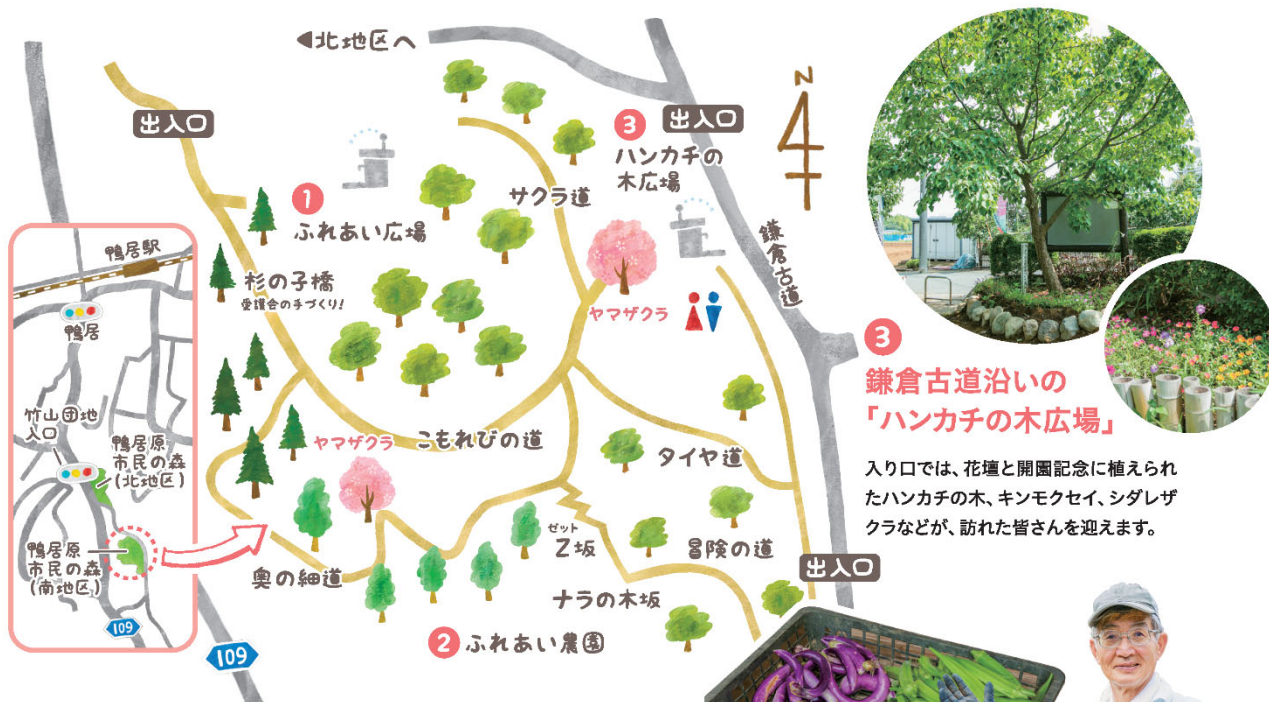 ◀北地区へ
出入口
3
ハンカチの
木広場
出入口
N
1
ふれあい広場
サクラ道
鎌倉古道
杉の子橋
愛護会の手づくり!
ヤマザクラ
ヤマザクラ
こもれびの道
タイヤ道
ゼット
Z坂
冒険の道
奥の細道
ナラの木坂
出入口
2 ふれあい農園
109
鴨居駅
鴨居
竹山団地
入口
鴨居原
市民の森
(北地区)
鴨居原
市民の森
(南地区)
109
3
鎌倉古道沿いの
「ハンカチの木広場」
入り口では、花壇と開園記念に植えられ
たハンカチの木、キンモクセイ、シダレザ
クラなどが、訪れた皆さんを迎えます。